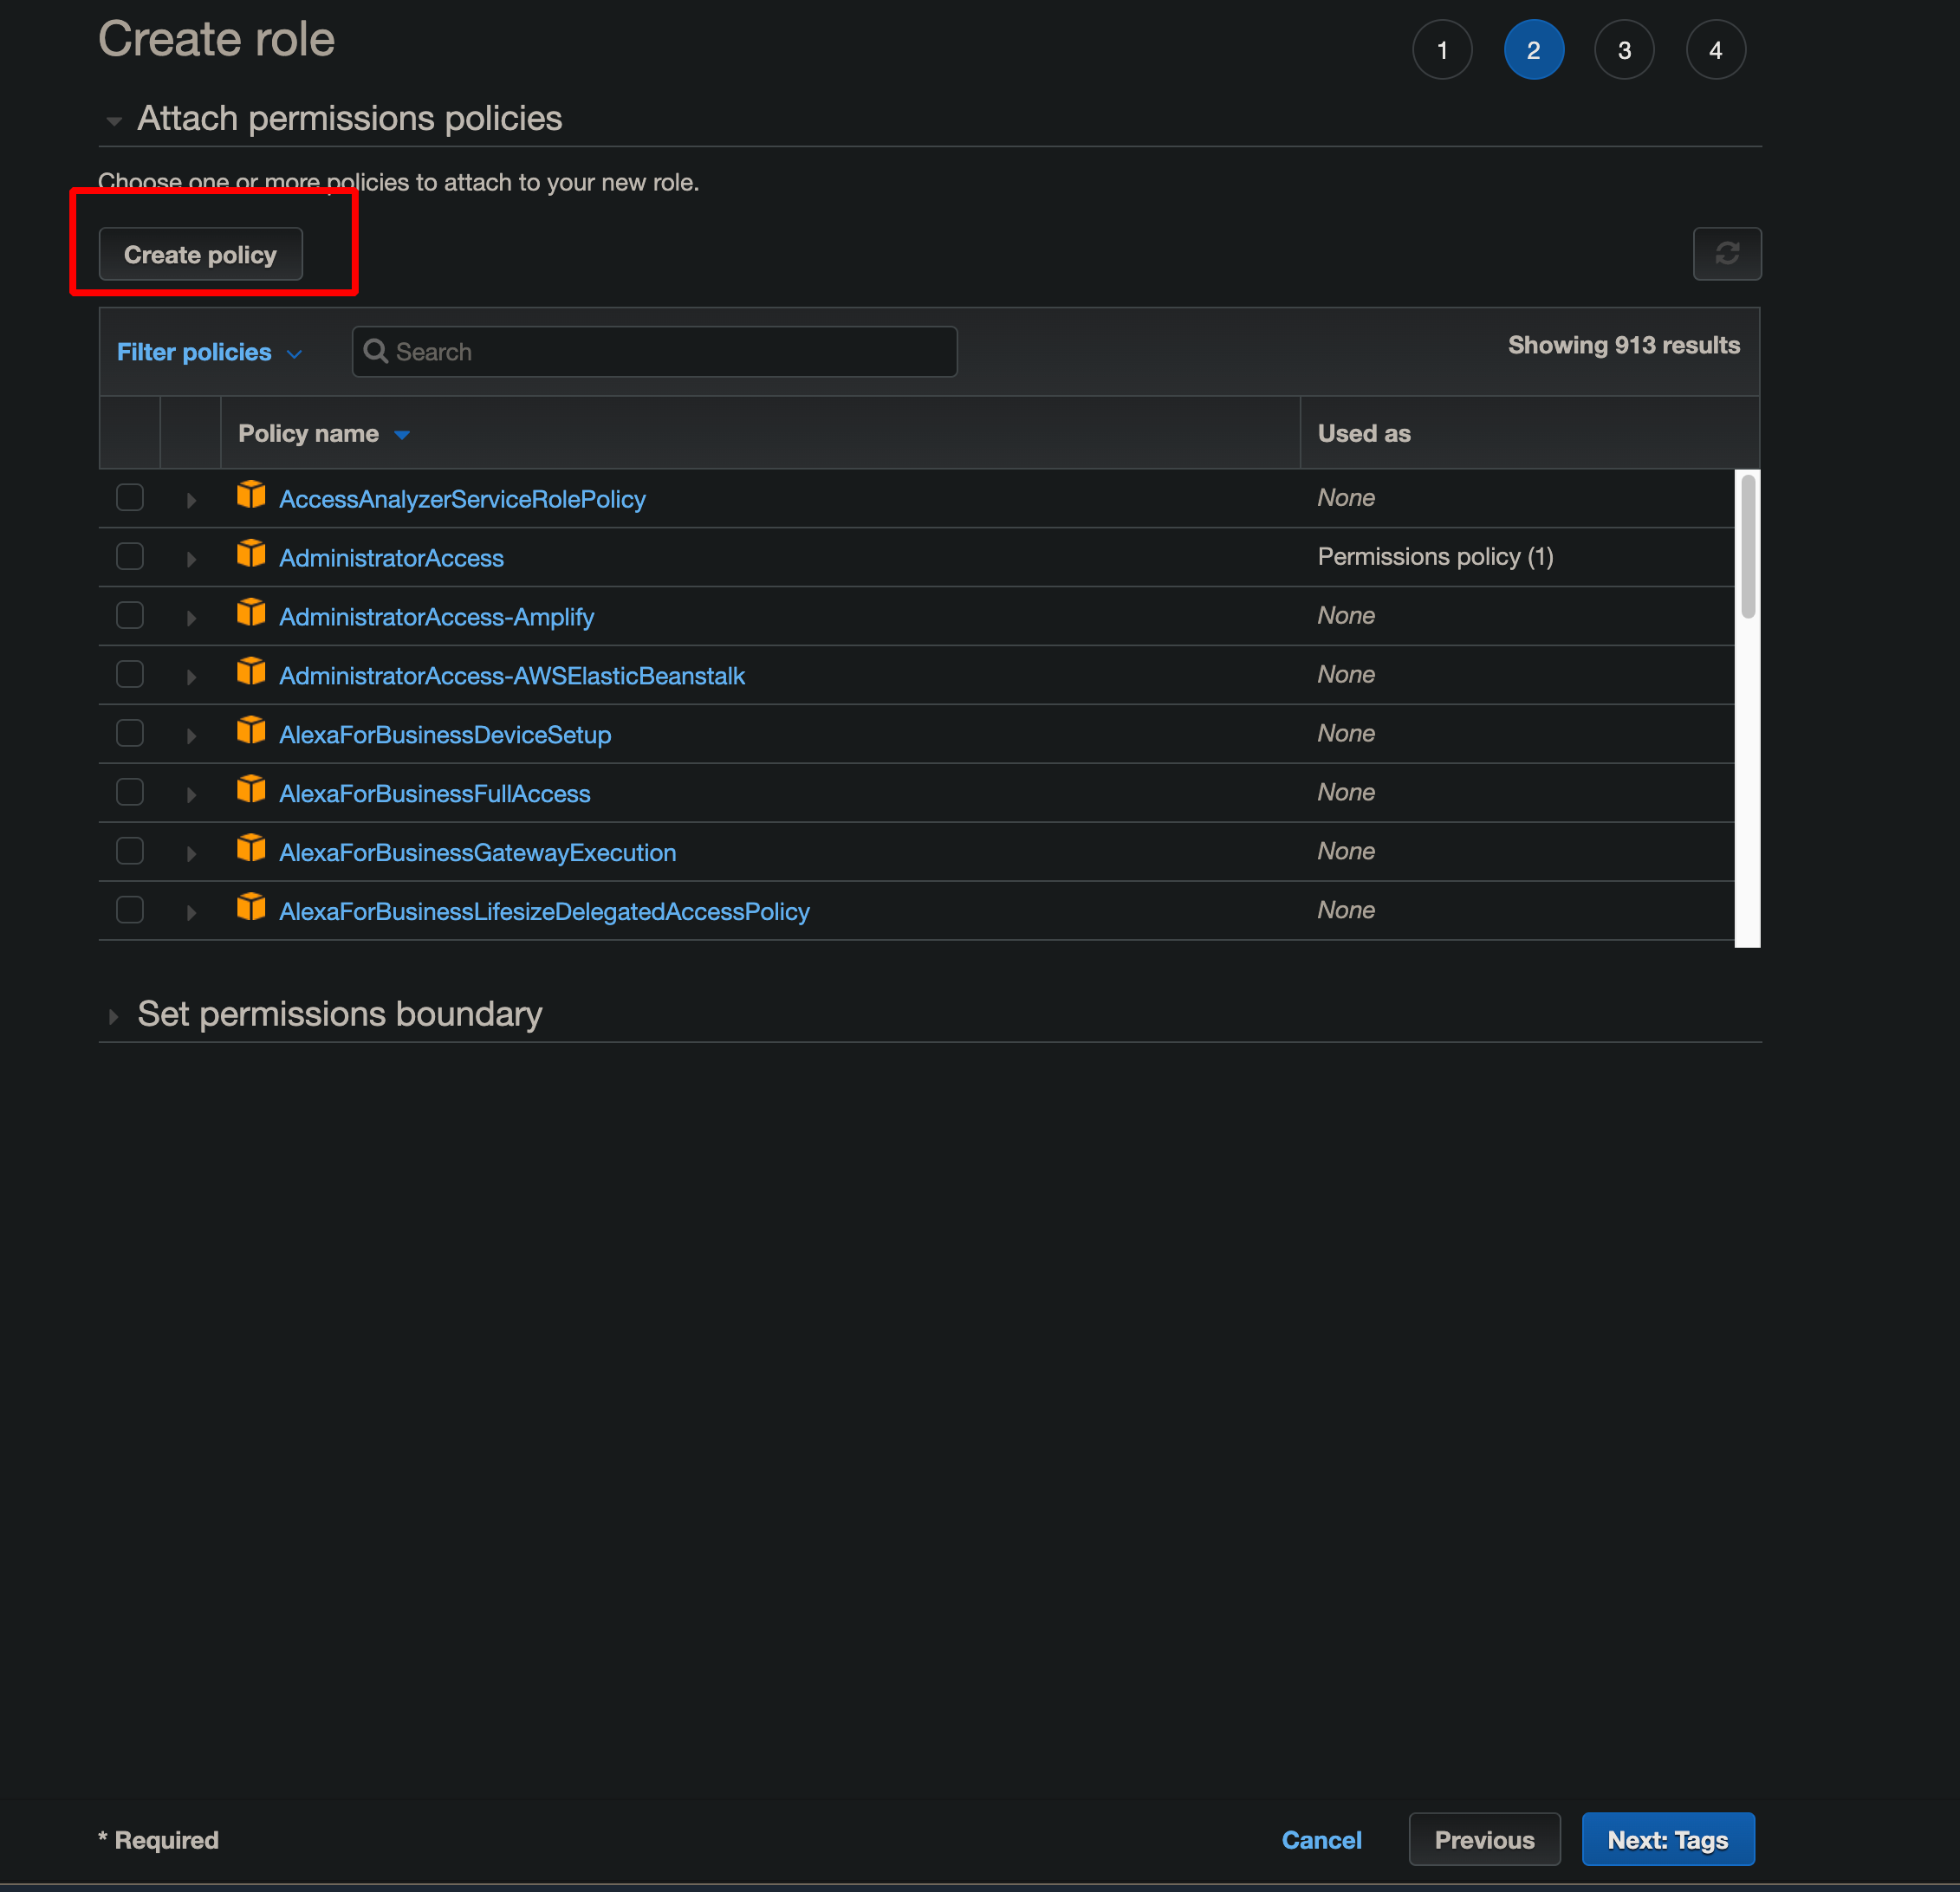 Create role
1 2 3 4
Attach permissions policies
Choose one or more policies to attach to your new role.
Create policy
Filter policies Search Showing 913 results
Policy name Used as
AccessAnalyzerServiceRolePolicy None
AdministratorAccess Permissions policy (1)
AdministratorAccess-Amplify None
AdministratorAccess-AWSElasticBeanstalk None
AlexaForBusinessDeviceSetup None
AlexaForBusinessFullAccess None
AlexaForBusinessGatewayExecution None
AlexaForBusinessLifesizeDelegatedAccessPolicy None
Set permissions boundary
* Required Cancel Previous Next: Tags